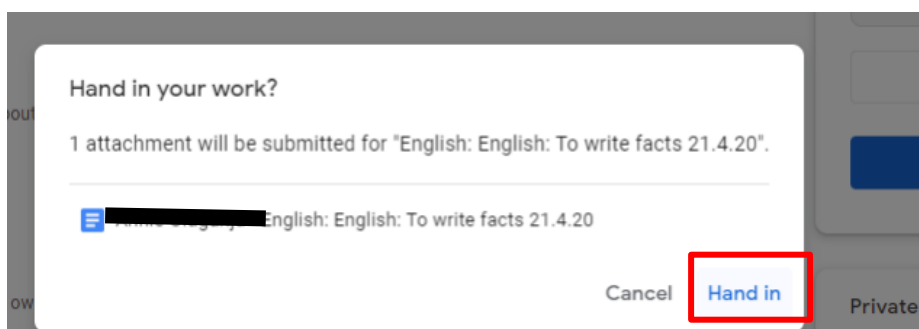 Hand in your work?
1 attachment will be submitted for "English: English: To write facts 21.4.20".
English: English: To write facts 21.4.20
Cancel Hand in
Private
ow